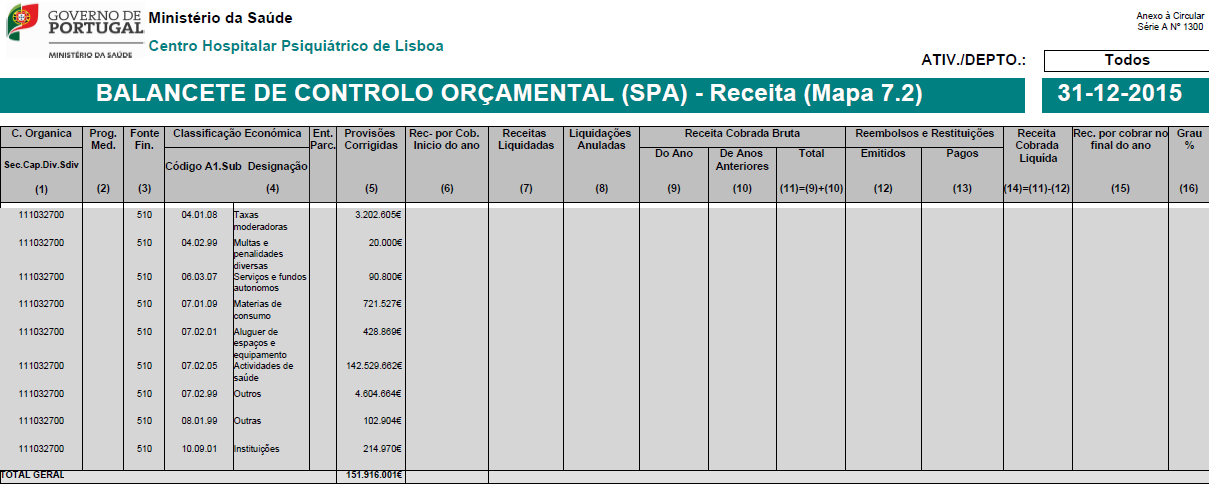 GOVERNO DE
PORTUGAL
MINISTÉRIO DA SAÚDE
Ministério da Saúde
Centro Hospitalar Psiquiátrico de Lisboa
Anexo à Circular
Série A Nº 1300
ATIV./DEPTO.: Todos
BALANCETE DE CONTROLO ORÇAMENTAL (SPA) - Receita (Mapa 7.2) 31-12-2015
C. Organica Prog. Fonte Classificação Económica Ent. Provisões Rec- por Cob. Receitas Liquidações Receita Cobrada Bruta Reembolsos e Restituições Receita Rec. por cobrar no Grau
Med. Fin. Parc. Corrigidas Inicio do ano Liquidadas Anuladas Cobrada final do ano %
Do Ano De Anos Total Emitidos Pagos Liquída
Sec.Cap.Div.Sdiv Código A1.Sub Designação Anteriores
(1) (2) (3) (4) (5) (6) (7) (8) (9) (10) (11)=(9)+(10) (12) (13) (14)=(11)-(12) (15) (16)
111032700 510 04.01.08 Taxas 3.202.605€
moderadoras
111032700 510 04.02.99 Multas e 20.000€
penalidades
diversas
111032700 510 06.03.07 Serviços e fundos 90.800€
autonomos
111032700 510 07.01.09 Materias de 721.527€
consumo
111032700 510 07.02.01 Aluguer de 428.869€
espaços e
equipamento
111032700 510 07.02.05 Actividades de 142.529.662€
saúde
111032700 510 07.02.99 Outros 4.604.664€
111032700 510 08.01.99 Outras 102.904€
111032700 510 10.09.01 Instituições 214.970€
TOTAL GERAL 151.916.001€